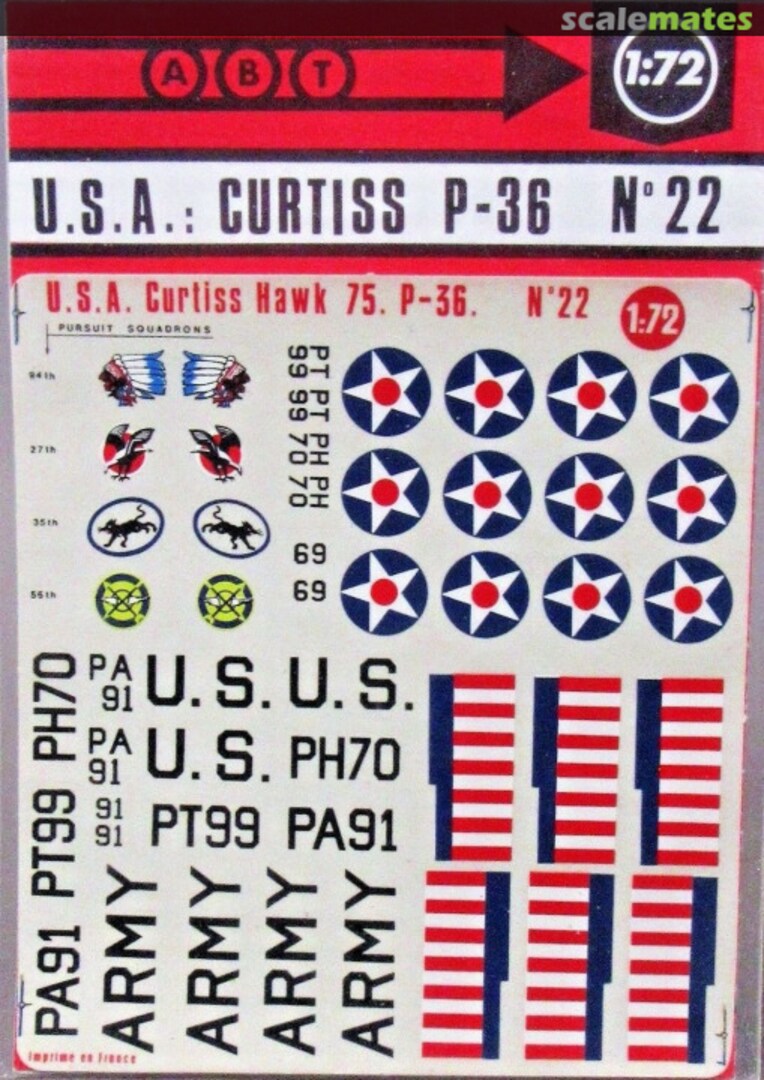 scalemates
A B T
1:72
U.S.A.: CURTISS P-36 N° 22
U.S.A. Curtiss Hawk 75. P-36. N°22
1:72
PURSUIT SQUADRONS
94th
27th
35th
55th
PT 99
PT 99
PH 70
PH 70
69
69
PH70
PT99
PA91
PA 91
U.S. U.S.
PA 91
U.S. PH70
91
91
PT99 PA91
ARMY ARMY ARMY ARMY
Imprimé en France